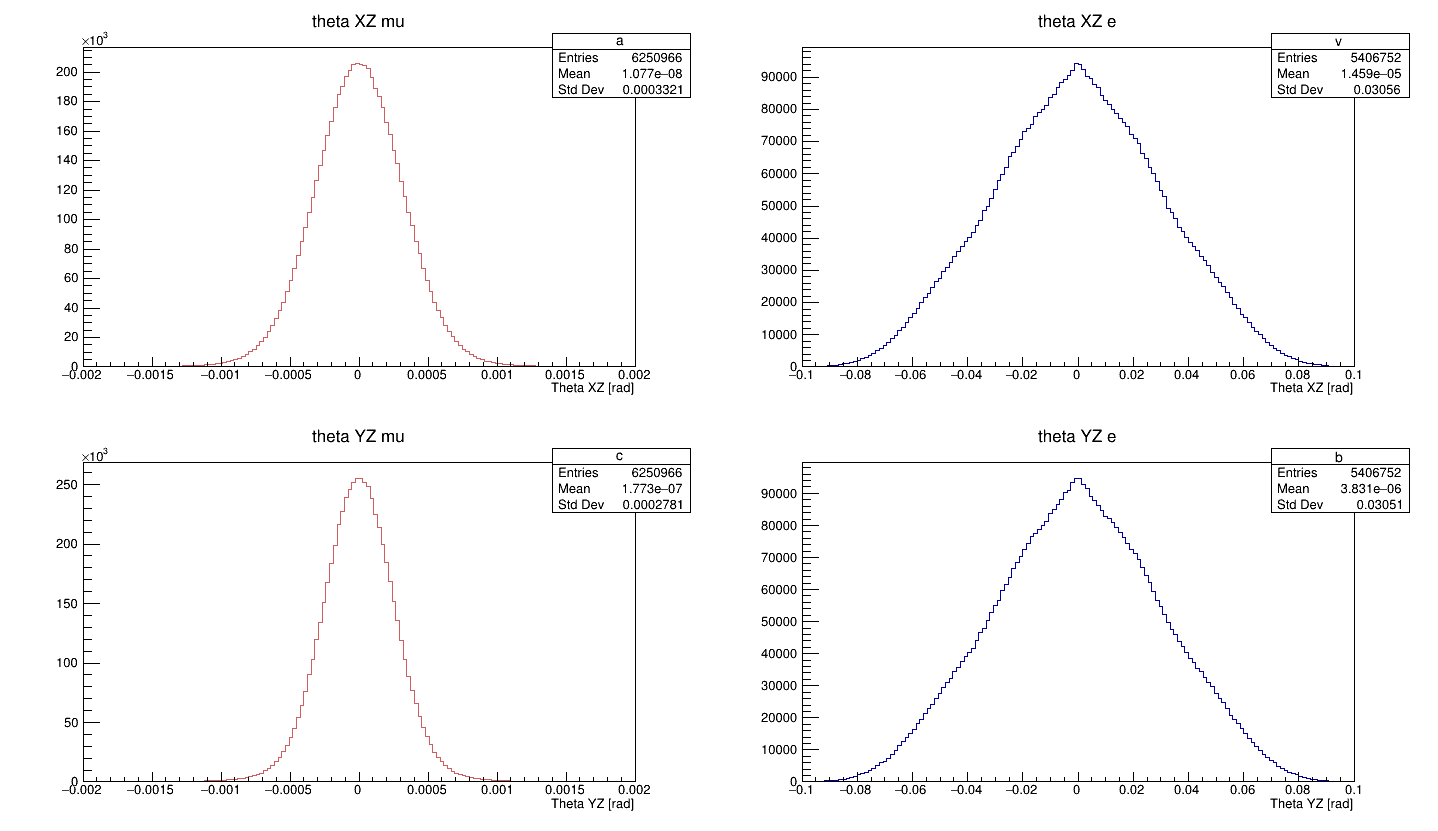 theta XZ mu
×10³
a
Entries 6250966
Mean 1.077e−08
Std Dev 0.0003321
200
180
160
140
120
100
80
60
40
20
0
−0.002 −0.0015 −0.001 −0.0005 0 0.0005 0.001 0.0015 0.002
Theta XZ [rad]
theta XZ e
v
Entries 5406752
Mean 1.459e−05
Std Dev 0.03056
90000
80000
70000
60000
50000
40000
30000
20000
10000
0
−0.1 −0.08 −0.06 −0.04 −0.02 0 0.02 0.04 0.06 0.08 0.1
Theta XZ [rad]
theta YZ mu
×10³
c
Entries 6250966
Mean 1.773e−07
Std Dev 0.0002781
250
200
150
100
50
0
−0.002 −0.0015 −0.001 −0.0005 0 0.0005 0.001 0.0015 0.002
Theta YZ [rad]
theta YZ e
b
Entries 5406752
Mean 3.831e−06
Std Dev 0.03051
90000
80000
70000
60000
50000
40000
30000
20000
10000
0
−0.1 −0.08 −0.06 −0.04 −0.02 0 0.02 0.04 0.06 0.08 0.1
Theta YZ [rad]